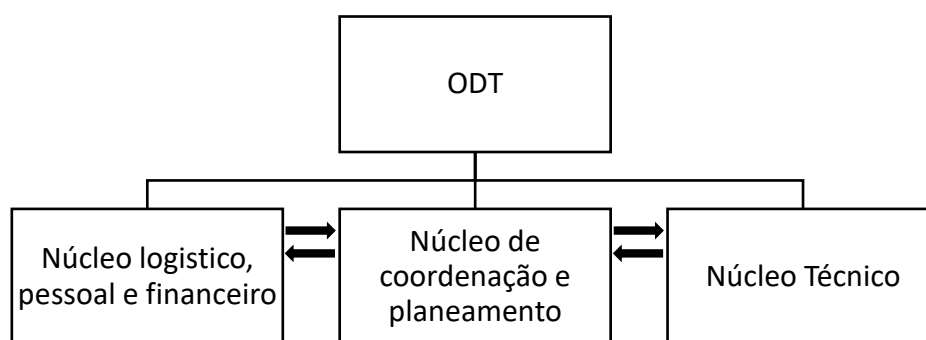 ODT
Núcleo logistico,
pessoal e financeiro
Núcleo de
coordenação e
planeamento
Núcleo Técnico